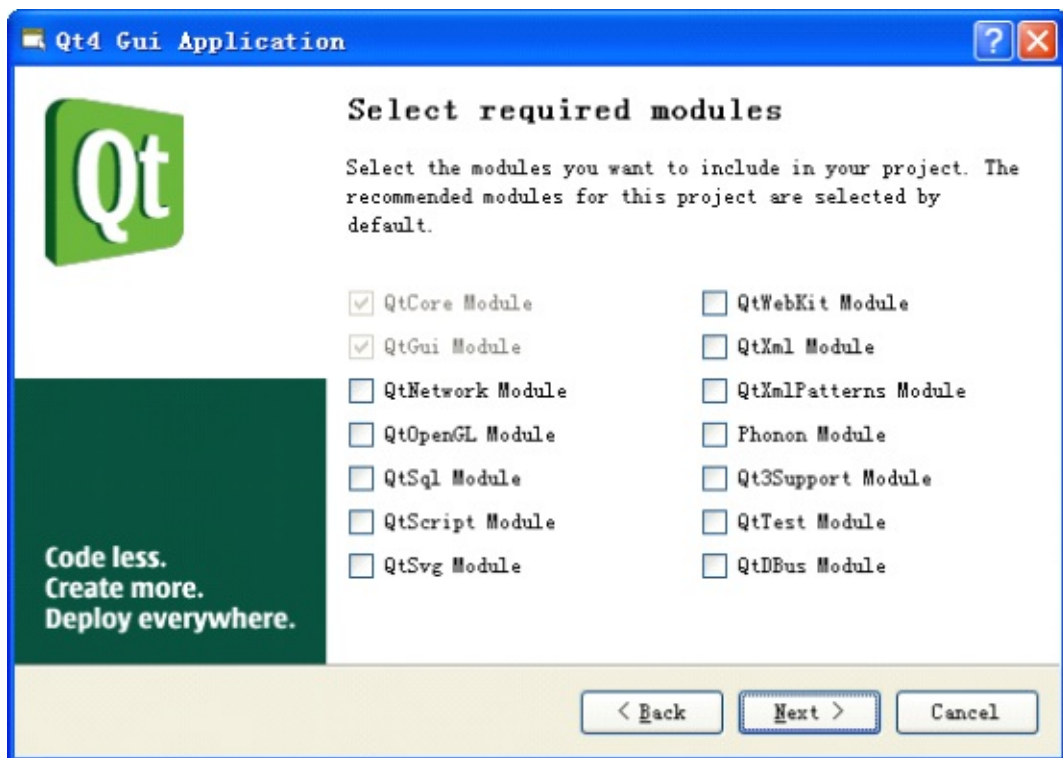 Qt4 Gui Application
Qt
Select required modules
Select the modules you want to include in your project. The
recommended modules for this project are selected by
default.
QtCore Module
QtGui Module
QtNetwork Module
QtOpenGL Module
QtSql Module
QtScript Module
QtSvg Module
QtWebKit Module
QtXml Module
QtXmlPatterns Module
Phonon Module
Qt3Support Module
QtTest Module
QtDBus Module
Code less.
Create more.
Deploy everywhere.
< Back
Next >
Cancel